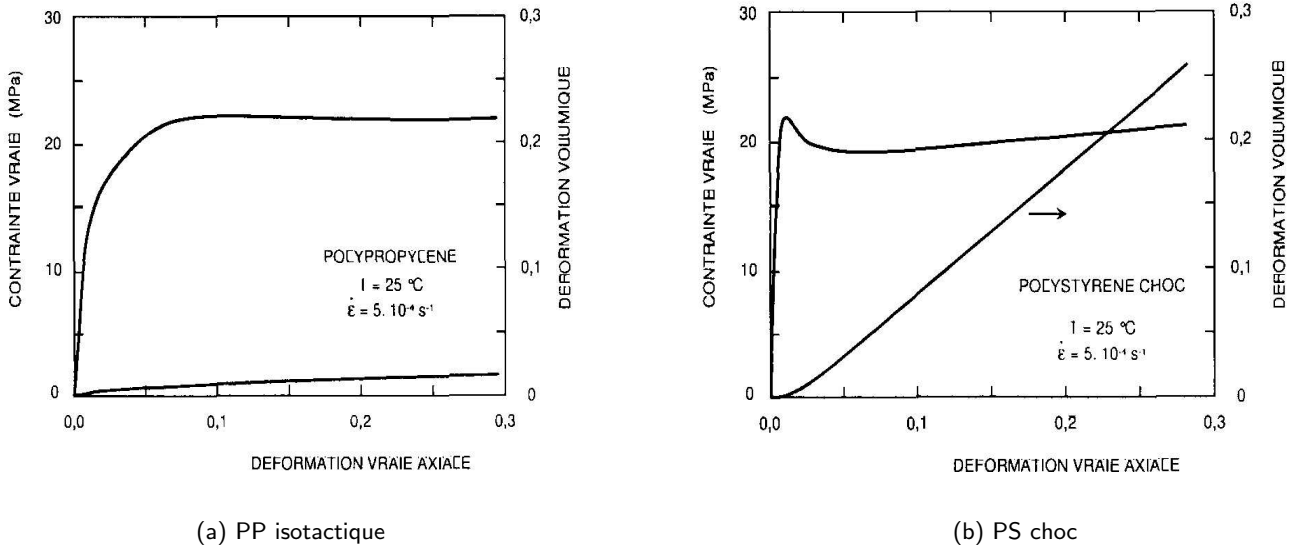 30
20
10
0
CONTRAINTE VRAIE (MPa)
0,3
0,2
0,1
0
DEFORMATION VOLUMIQUE
POLYPROPYLENE
T = 25 °C
ε̇ = 5. 10⁻⁴ s⁻¹
0,0 0,1 0,2 0,3
DEFORMATION VRAIE AXIALE
(a) PP isotactique
30
20
10
0
CONTRAINTE VRAIE (MPa)
0,3
0,2
0,1
0
DEFORMATION VOLUMIQUE
POLYSTYRENE CHOC
T = 25 °C
ε̇ = 5. 10⁻⁴ s⁻¹
0,0 0,1 0,2 0,3
DEFORMATION VRAIE AXIALE
(b) PS choc